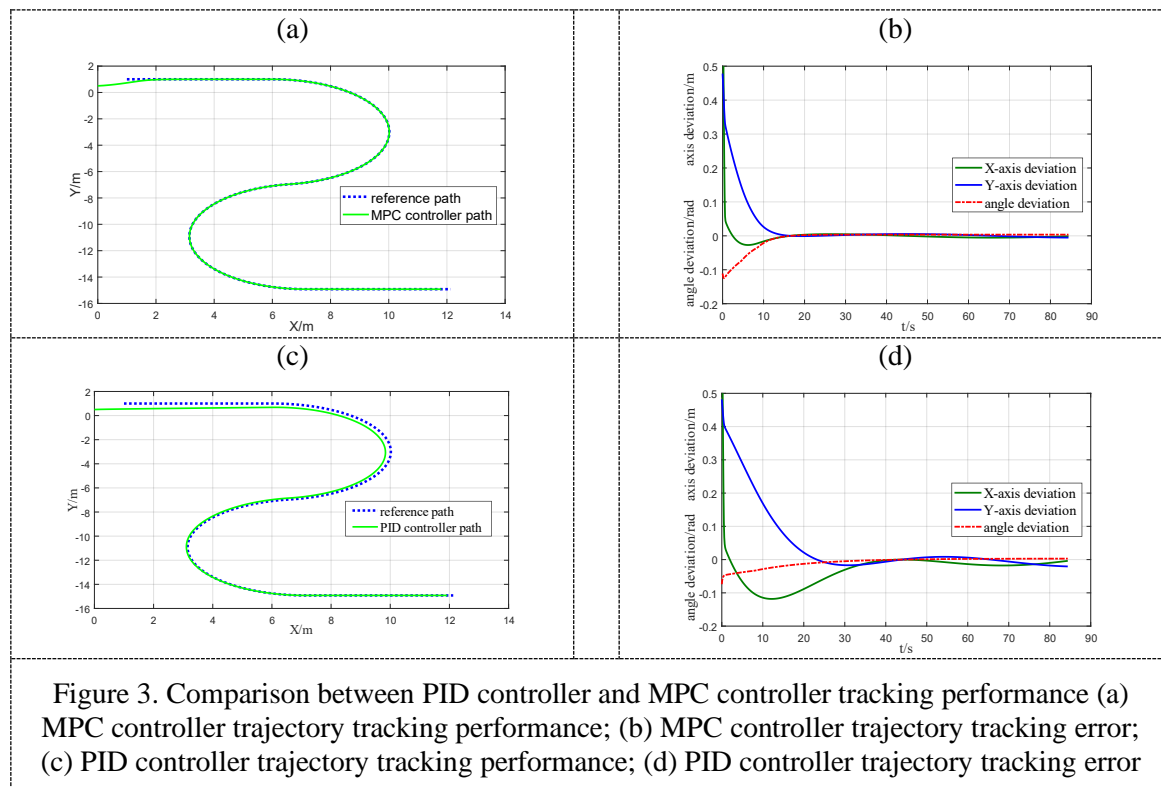 (a)
2
0
-2
-4
-6
-8
-10
-12
-14
-16
Y/m
reference path
MPC controller path
0 2 4 6 8 10 12 14
X/m
(b)
0.5
0.4
0.3
0.2
0.1
0
-0.1
-0.2
axis deviation/m
angle deviation/rad
X-axis deviation
Y-axis deviation
angle deviation
0 10 20 30 40 50 60 70 80 90
t/s
(c)
2
0
-2
-4
-6
-8
-10
-12
-14
-16
Y/m
reference path
PID controller path
0 2 4 6 8 10 12 14
X/m
(d)
0.5
0.4
0.3
0.2
0.1
0
-0.1
-0.2
axis deviation/m
angle deviation/rad
X-axis deviation
Y-axis deviation
angle deviation
0 10 20 30 40 50 60 70 80 90
t/s
Figure 3. Comparison between PID controller and MPC controller tracking performance (a)
MPC controller trajectory tracking performance; (b) MPC controller trajectory tracking error;
(c) PID controller trajectory tracking performance; (d) PID controller trajectory tracking error